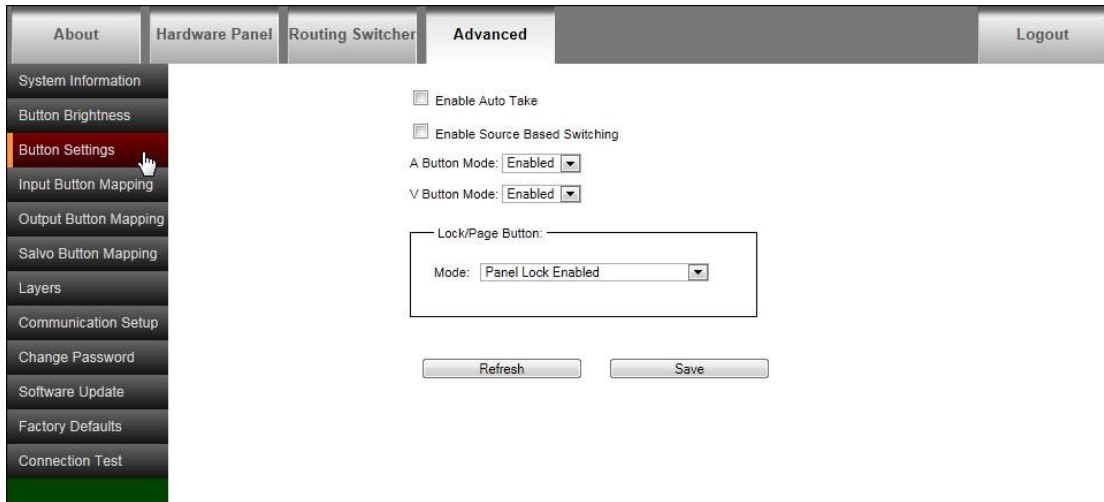 About
Hardware Panel
Routing Switcher
Advanced
Logout
System Information
Button Brightness
Button Settings
Input Button Mapping
Output Button Mapping
Salvo Button Mapping
Layers
Communication Setup
Change Password
Software Update
Factory Defaults
Connection Test
Enable Auto Take
Enable Source Based Switching
A Button Mode: Enabled
V Button Mode: Enabled
Lock/Page Button:
Mode: Panel Lock Enabled
Refresh
Save